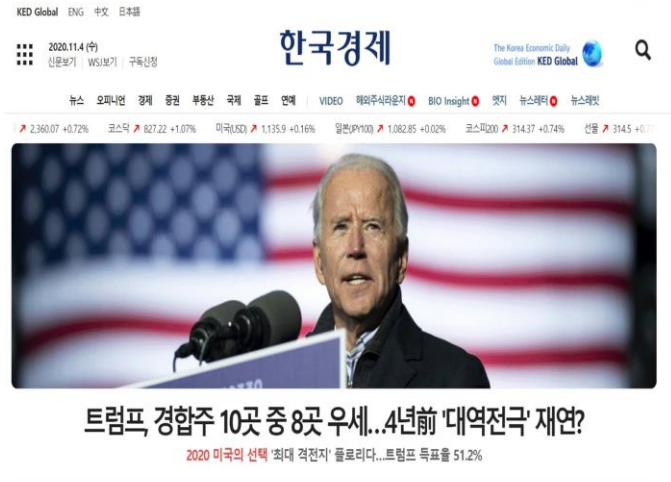 KED Global ENG 中文 日本語
2020.11.4 (수)
신문보기 WSJ보기 구독신청
한국경제
The Korea Economic Daily
Global Edition KED Global
뉴스 오피니언 경제 증권 부동산 국제 골프 연예 VIDEO 해외주식라운지 BIO Insight 엣지 뉴스레터 뉴스래빗
2,360.07 +0.72% 코스닥 827.22 +1.07% 미국(USD) 1,135.9 +0.16% 일본(JPY100) 1,082.85 +0.02% 코스피200 314.37 +0.74% 선물 314.5
트럼프, 경합주 10곳 중 8곳 우세…4년前 '대역전극' 재연?
2020 미국의 선택 '최대 격전지' 플로리다…트럼프 득표율 51.2%